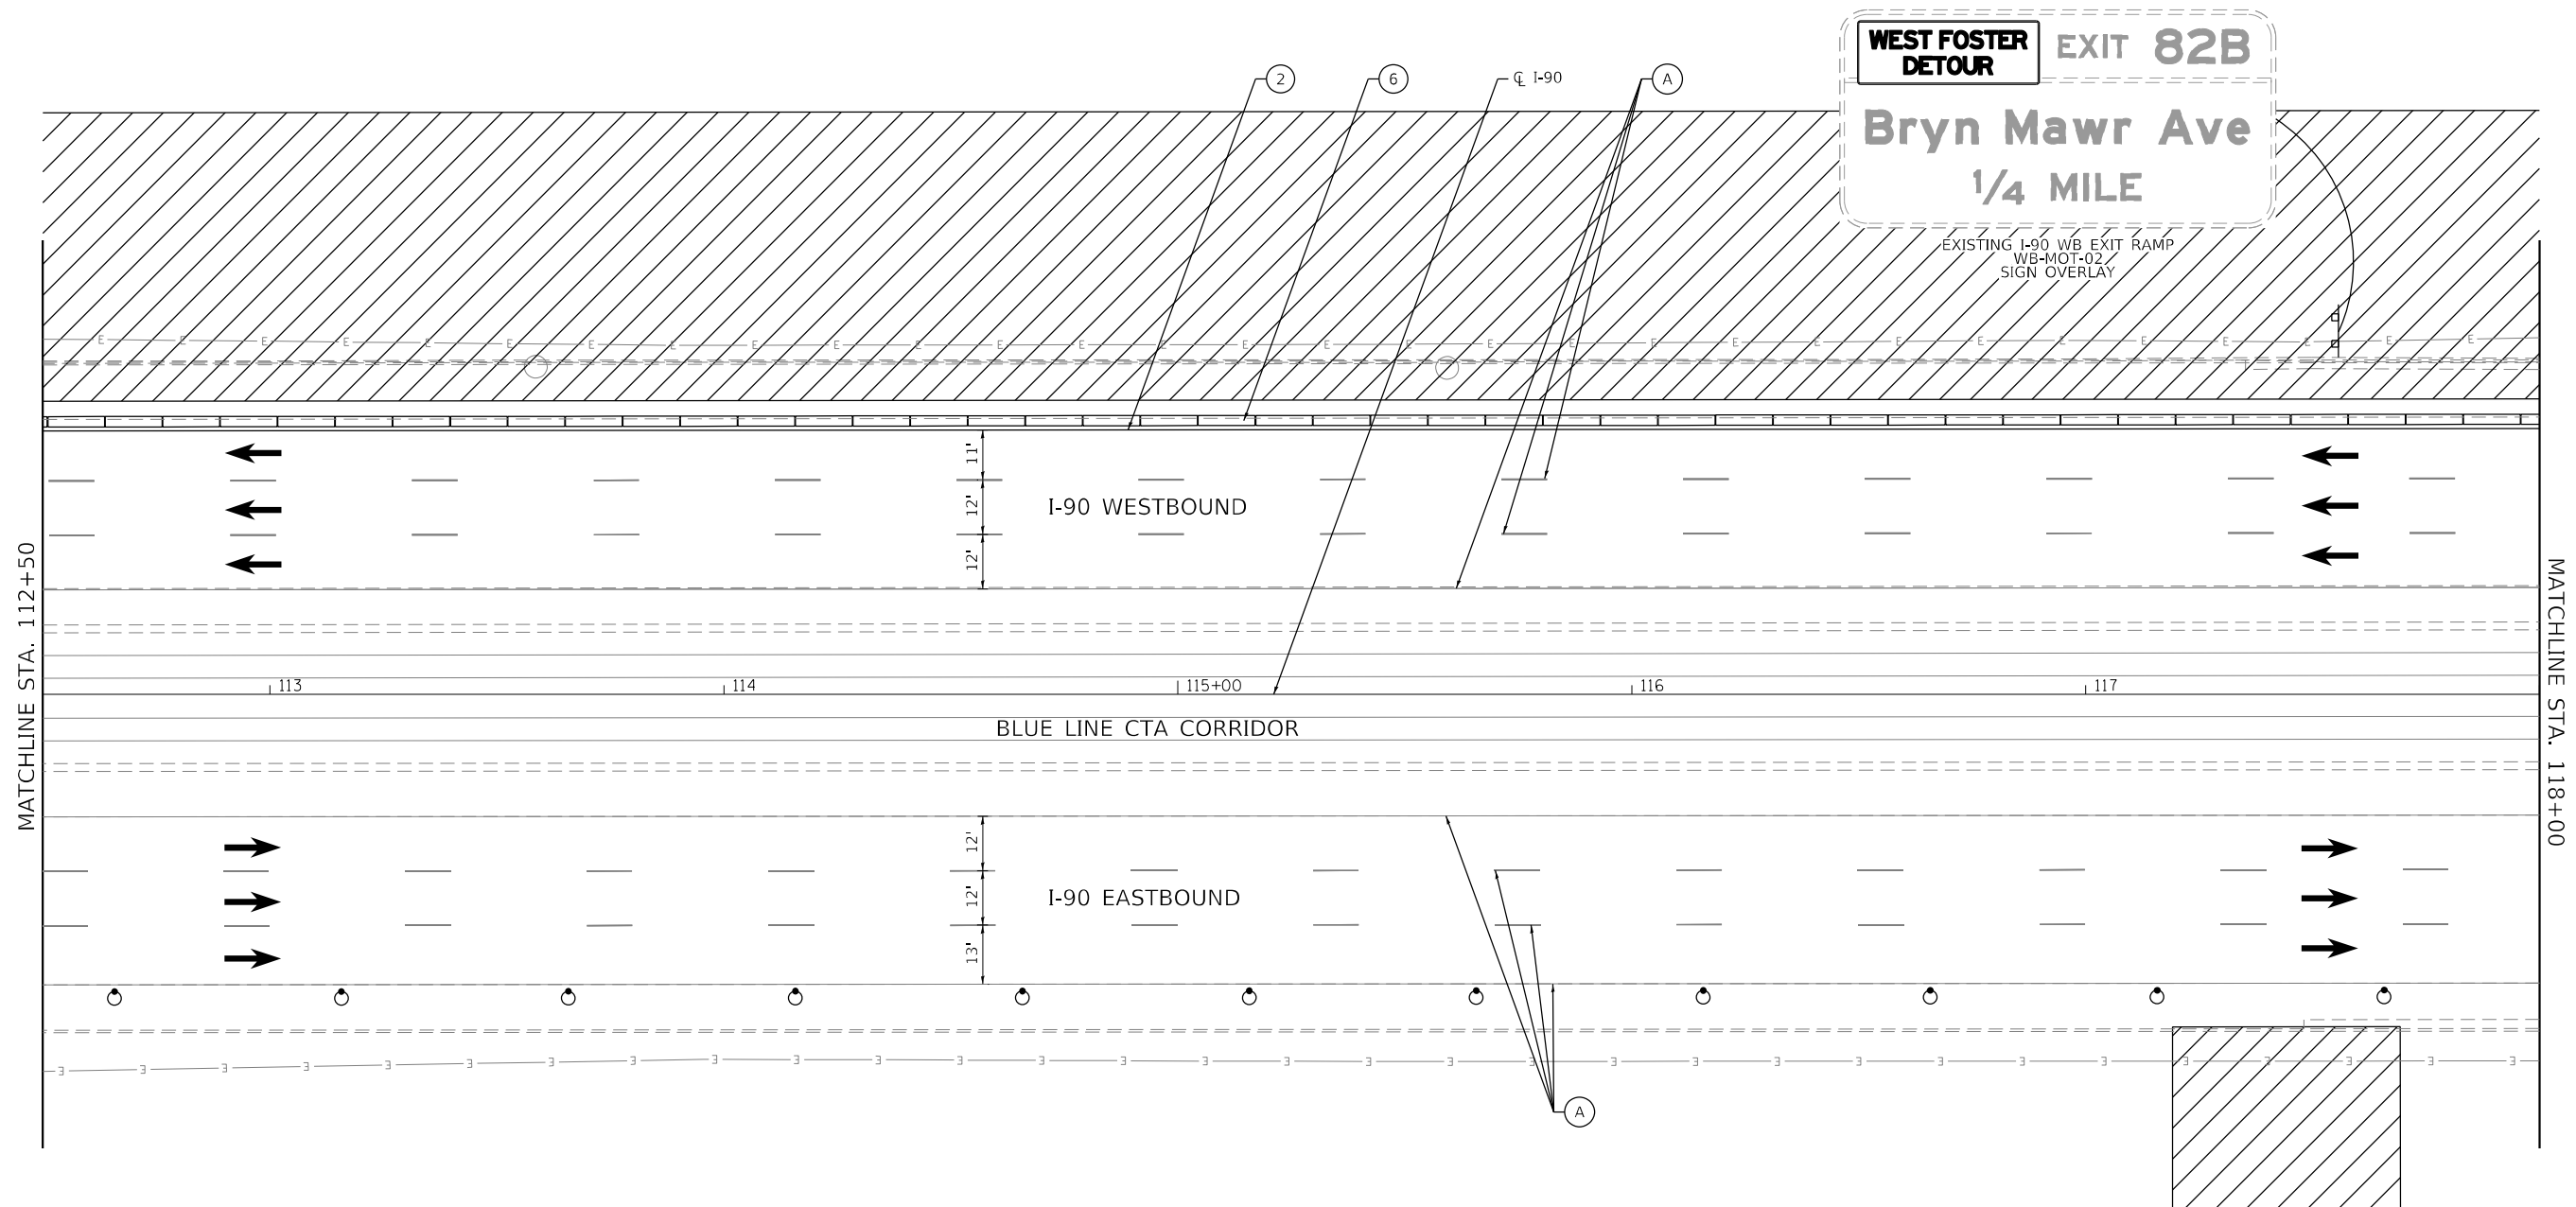 WEST FOSTER
DETOUR
EXIT 82B
Bryn Mawr Ave
1/4 MILE
EXISTING I-90 WB EXIT RAMP
WB-MOT-02
SIGN OVERLAY
2
6
℄ I-90
A
E E E E E E E E E E E E E E E E E E E E E E E E E E E E E E
11'
12'
I-90 WESTBOUND
12'
MATCHLINE STA. 112+50
MATCHLINE STA. 118+00
113
114
115+00
116
117
BLUE LINE CTA CORRIDOR
12'
12'
I-90 EASTBOUND
13'
E E E E E E E E E E E E E E E E E E E E E E E E E E E E E E E
A